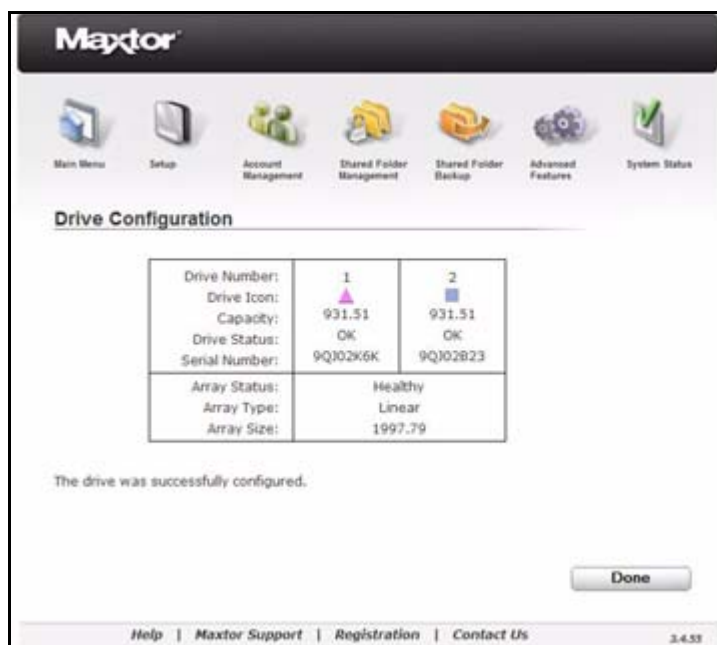 Maxtor
Main Menu
Setup
Account Management
Shared Folder Management
Shared Folder Backup
Advanced Features
System Status
Drive Configuration
Drive Number: 1 2
Drive Icon:
Capacity: 931.51 931.51
Drive Status: OK OK
Serial Number: 9QJ02K6K 9QJ02B23
Array Status: Healthy
Array Type: Linear
Array Size: 1997.79
The drive was successfully configured.
Done
Help | Maxtor Support | Registration | Contact Us
3.4.55